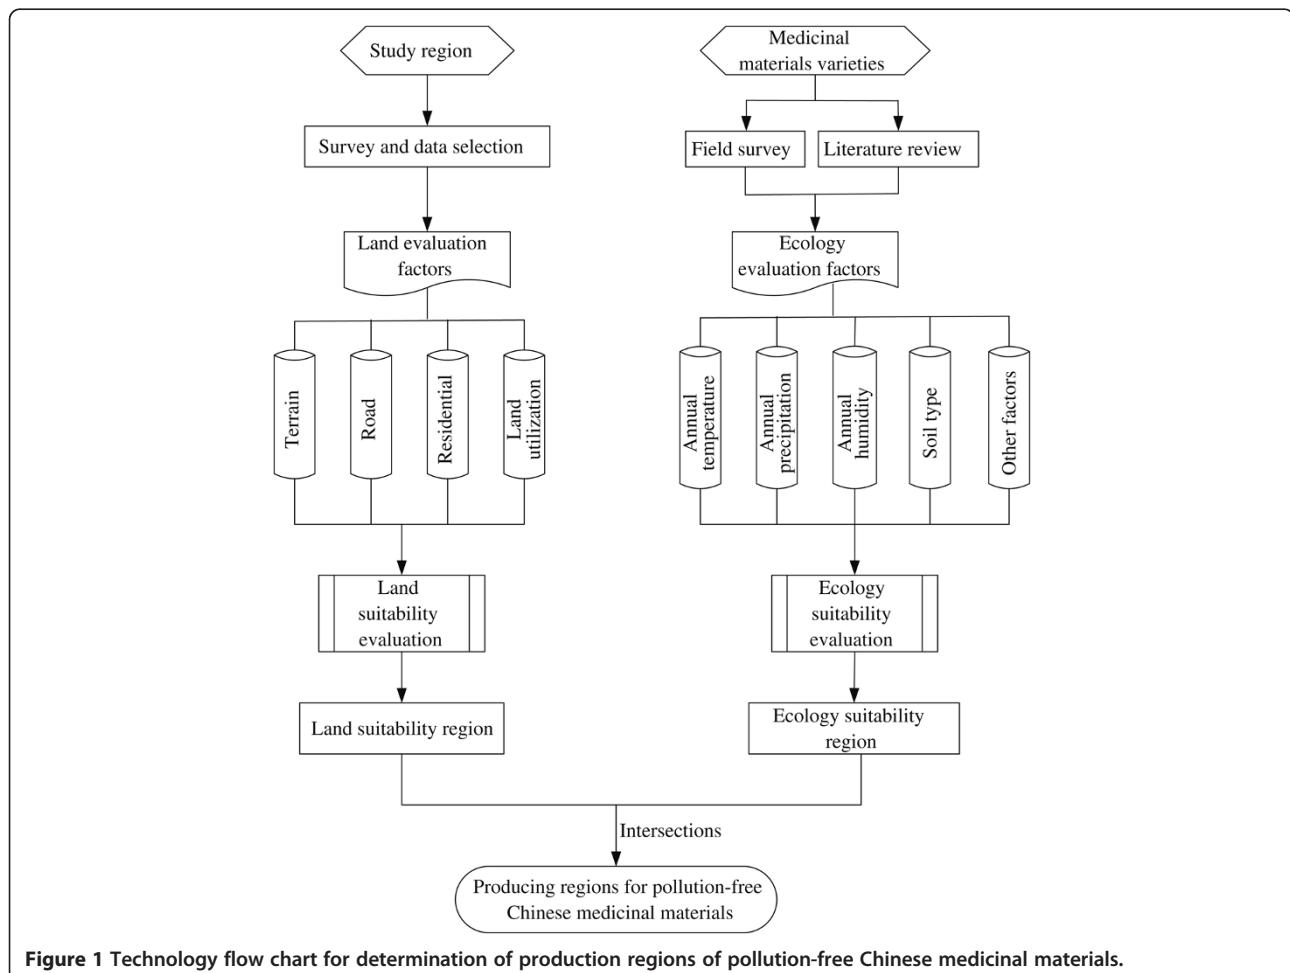 Study region
Medicinal
materials varieties
Survey and data selection
Field survey
Literature review
Land evaluation
factors
Ecology
evaluation factors
Terrain
Road
Residential
Land
utilization
Annual
temperature
Annual
precipitation
Annual
humidity
Soil type
Other factors
Land
suitability
evaluation
Ecology
suitability
evaluation
Land suitability region
Ecology suitability
region
Intersections
Producing regions for pollution-free
Chinese medicinal materials
Figure 1 Technology flow chart for determination of production regions of pollution-free Chinese medicinal materials.